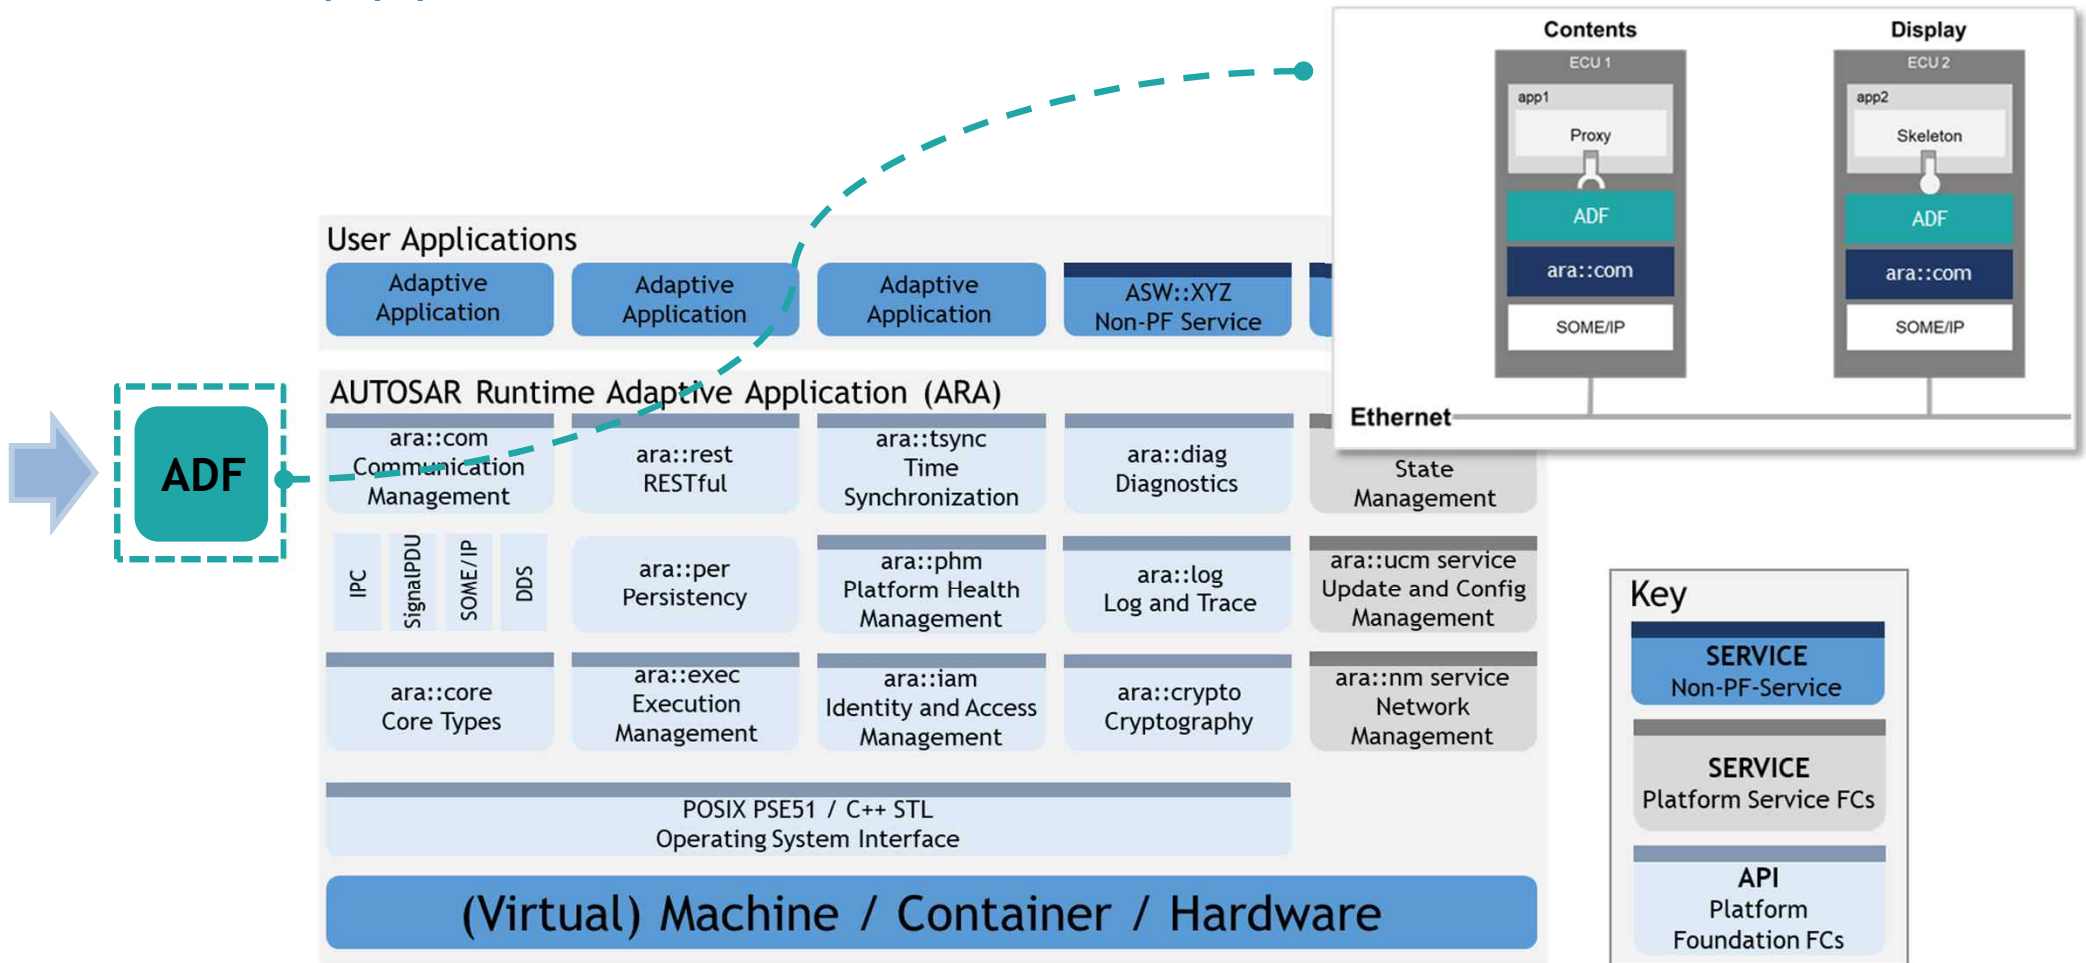 Contents
Display
ECU 1
ECU 2
app1
app2
Proxy
Skeleton
ADF
ADF
ara::com
ara::com
SOME/IP
SOME/IP
Ethernet
User Applications
Adaptive
Application
Adaptive
Application
Adaptive
Application
ASW::XYZ
Non-PF Service
ADF
AUTOSAR Runtime Adaptive Application (ARA)
ara::com
Communication
Management
ara::rest
RESTful
ara::tsync
Time
Synchronization
ara::diag
Diagnostics
State
Management
IPC
SignalPDU
SOME/IP
DDS
ara::per
Persistency
ara::phm
Platform Health
Management
ara::log
Log and Trace
ara::ucm service
Update and Config
Management
ara::core
Core Types
ara::exec
Execution
Management
ara::iam
Identity and Access
Management
ara::crypto
Cryptography
ara::nm service
Network
Management
POSIX PSE51 / C++ STL
Operating System Interface
(Virtual) Machine / Container / Hardware
Key
SERVICE
Non-PF-Service
SERVICE
Platform Service FCs
API
Platform
Foundation FCs